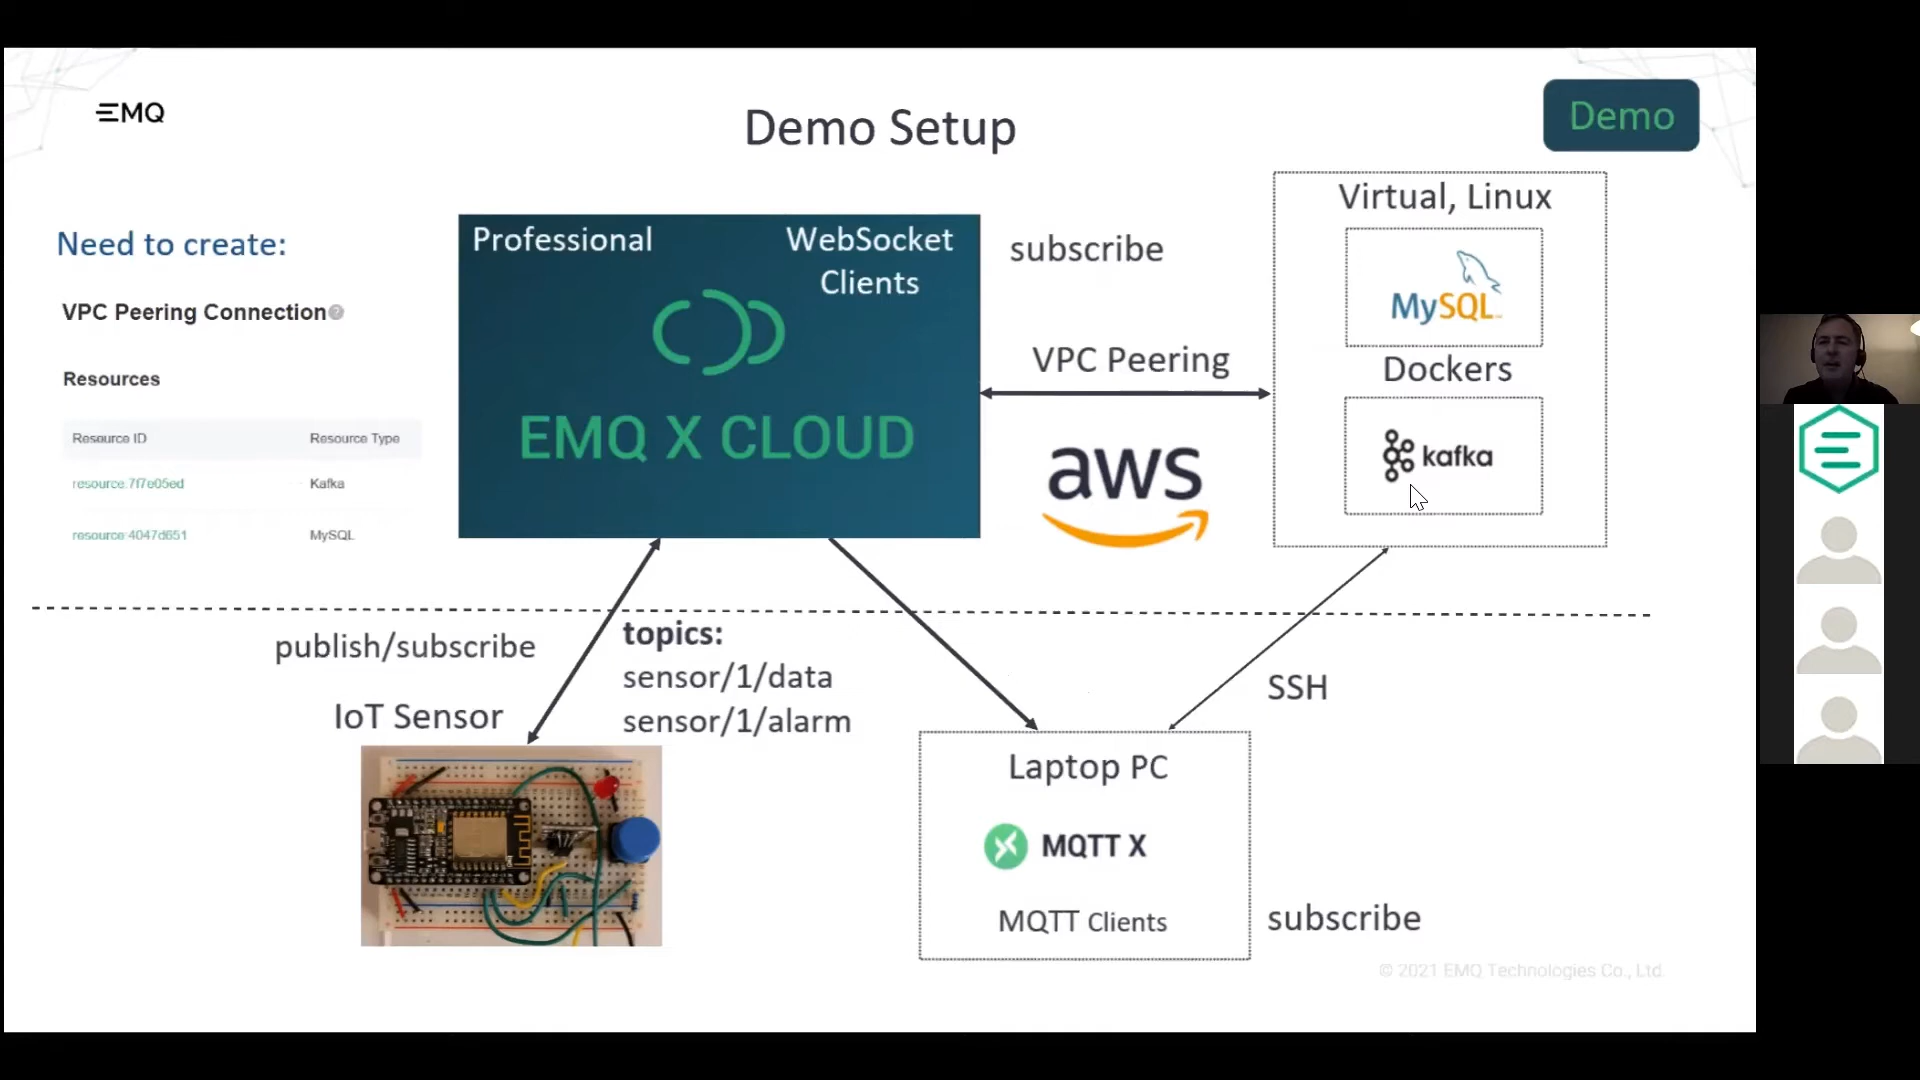 EMQ
Demo Setup
Demo
Need to create:
VPC Peering Connection
Resources
Resource ID Resource Type
resource:7f7e05ed Kafka
resource:4047d651 MySQL
Professional
WebSocket
Clients
EMQ X CLOUD
subscribe
VPC Peering
aws
Virtual, Linux
MySQL
Dockers
kafka
publish/subscribe
IoT Sensor
topics:
sensor/1/data
sensor/1/alarm
SSH
Laptop PC
MQTT X
MQTT Clients
subscribe
© 2021 EMQ Technologies Co., Ltd